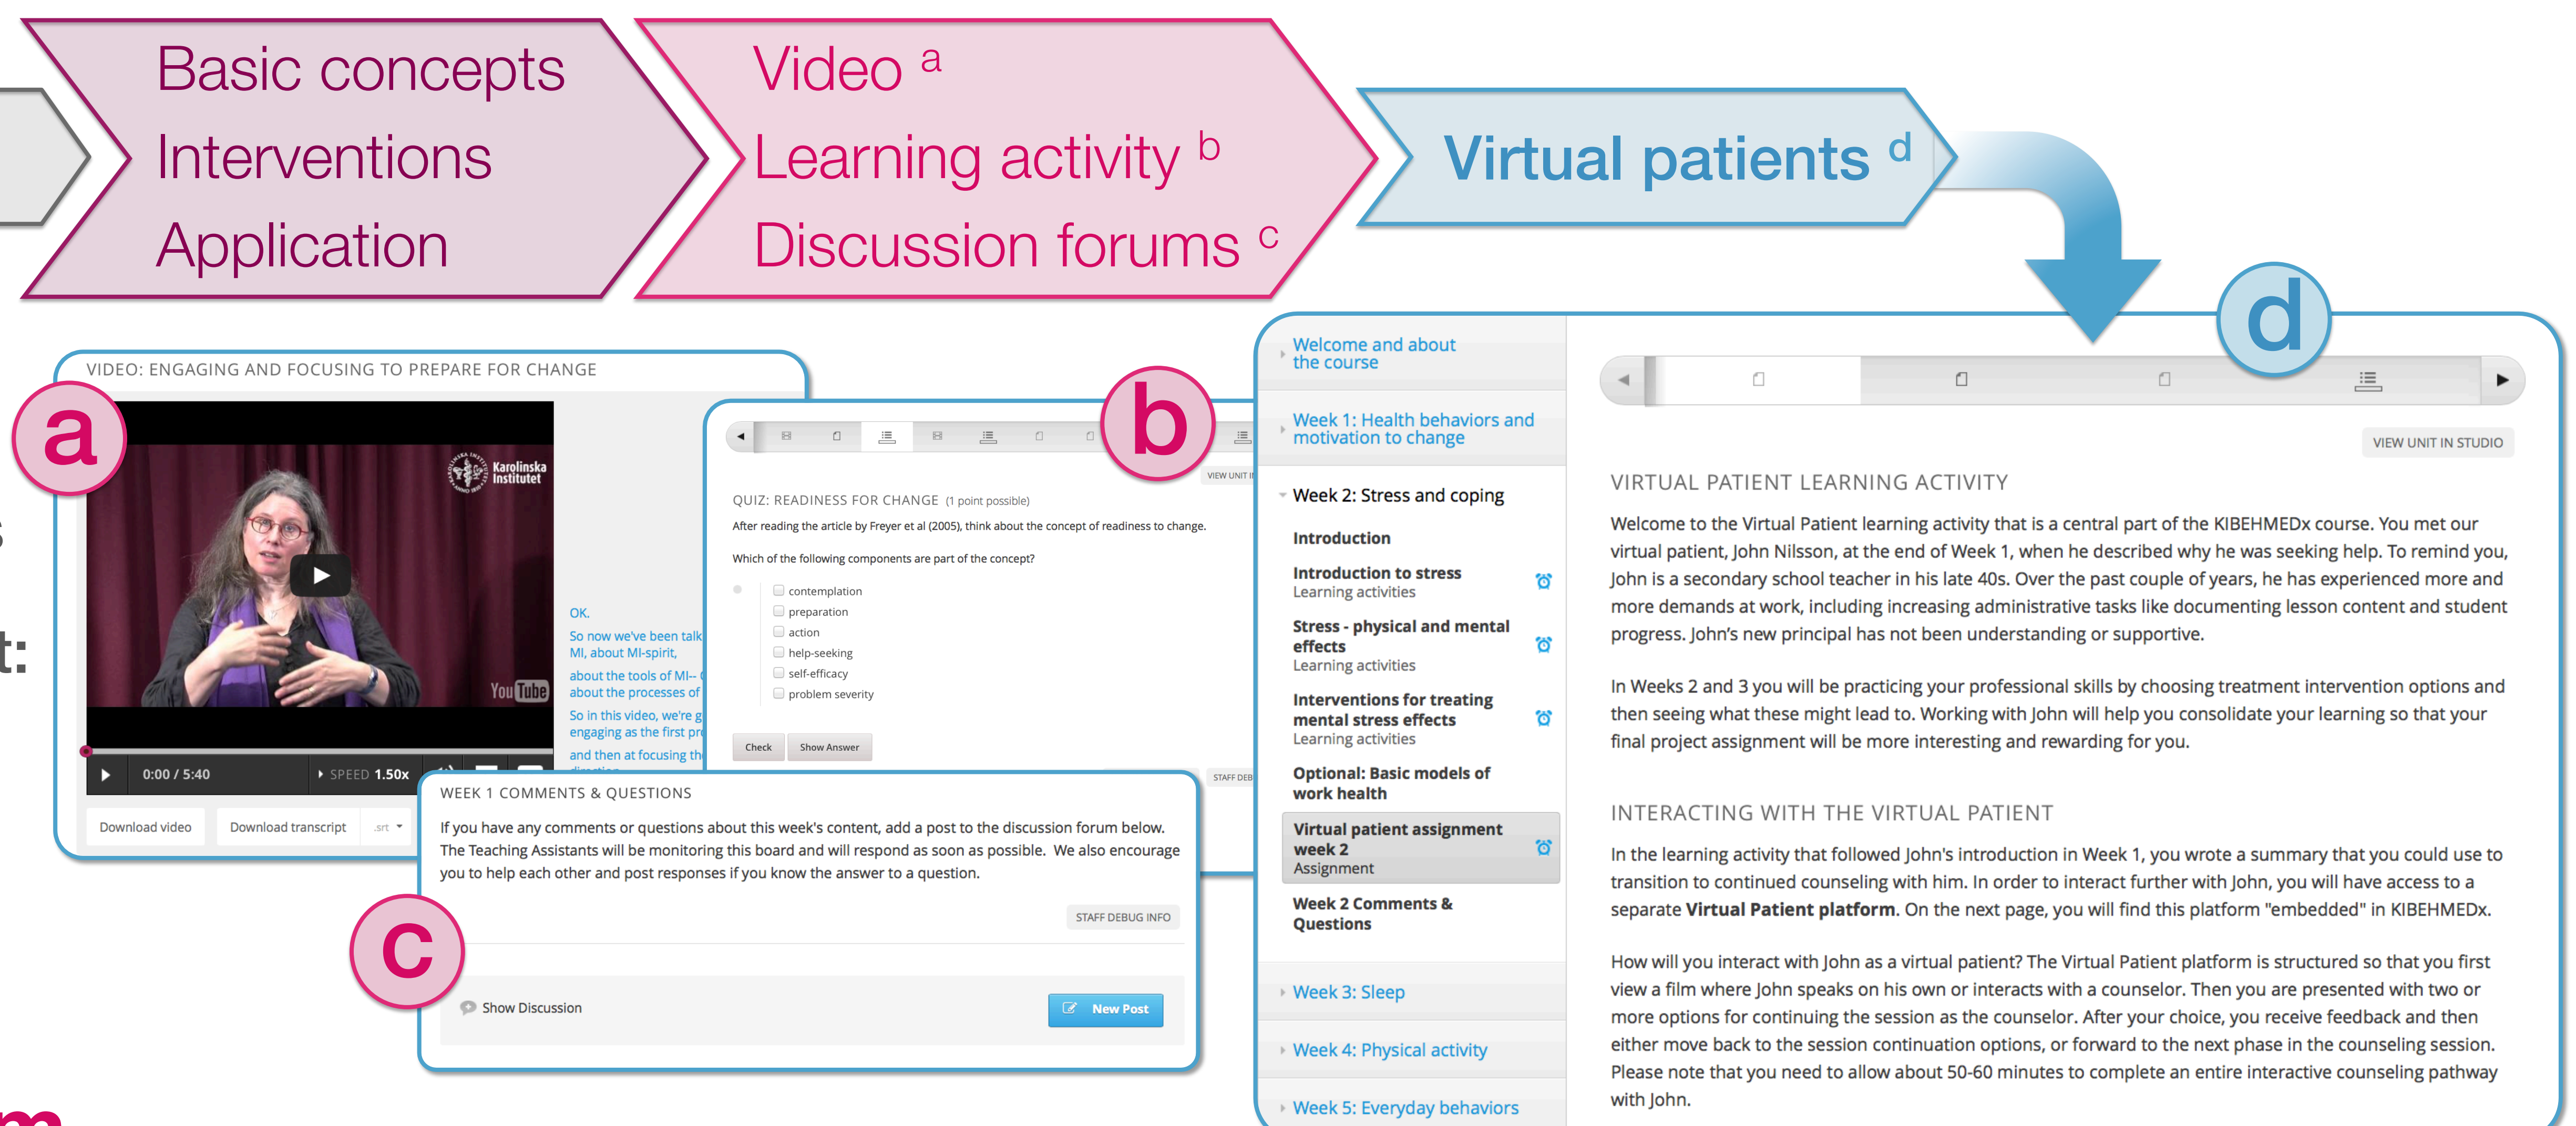 Basic concepts
Interventions
Application
Video a
Learning activity b
Discussion forums c
Virtual patients d
s
t:
m
a
VIDEO: ENGAGING AND FOCUSING TO PREPARE FOR CHANGE
Karolinska
Institutet
YouTube
OK.
So now we've been talk
MI, about MI-spirit,
about the tools of MI--
about the processes of
So in this video, we're g
engaging as the first pro
and then at focusing the
0:00 / 5:40
SPEED 1.50x
Download video
Download transcript
.srt
b
VIEW UNIT I
QUIZ: READINESS FOR CHANGE (1 point possible)
After reading the article by Freyer et al (2005), think about the concept of readiness to change.
Which of the following components are part of the concept?
contemplation
preparation
action
help-seeking
self-efficacy
problem severity
Check
Show Answer
STAFF DEB
c
WEEK 1 COMMENTS & QUESTIONS
If you have any comments or questions about this week's content, add a post to the discussion forum below.
The Teaching Assistants will be monitoring this board and will respond as soon as possible. We also encourage
you to help each other and post responses if you know the answer to a question.
STAFF DEBUG INFO
Show Discussion
New Post
d
Welcome and about
the course
Week 1: Health behaviors and
motivation to change
Week 2: Stress and coping
Introduction
Introduction to stress
Learning activities
Stress - physical and mental
effects
Learning activities
Interventions for treating
mental stress effects
Learning activities
Optional: Basic models of
work health
Virtual patient assignment
week 2
Assignment
Week 2 Comments &
Questions
Week 3: Sleep
Week 4: Physical activity
Week 5: Everyday behaviors
VIEW UNIT IN STUDIO
VIRTUAL PATIENT LEARNING ACTIVITY
Welcome to the Virtual Patient learning activity that is a central part of the KIBEHMEDx course. You met our
virtual patient, John Nilsson, at the end of Week 1, when he described why he was seeking help. To remind you,
John is a secondary school teacher in his late 40s. Over the past couple of years, he has experienced more and
more demands at work, including increasing administrative tasks like documenting lesson content and student
progress. John's new principal has not been understanding or supportive.
In Weeks 2 and 3 you will be practicing your professional skills by choosing treatment intervention options and
then seeing what these might lead to. Working with John will help you consolidate your learning so that your
final project assignment will be more interesting and rewarding for you.
INTERACTING WITH THE VIRTUAL PATIENT
In the learning activity that followed John's introduction in Week 1, you wrote a summary that you could use to
transition to continued counseling with him. In order to interact further with John, you will have access to a
separate Virtual Patient platform. On the next page, you will find this platform "embedded" in KIBEHMEDx.
How will you interact with John as a virtual patient? The Virtual Patient platform is structured so that you first
view a film where John speaks on his own or interacts with a counselor. Then you are presented with two or
more options for continuing the session as the counselor. After your choice, you receive feedback and then
either move back to the session continuation options, or forward to the next phase in the counseling session.
Please note that you need to allow about 50-60 minutes to complete an entire interactive counseling pathway
with John.